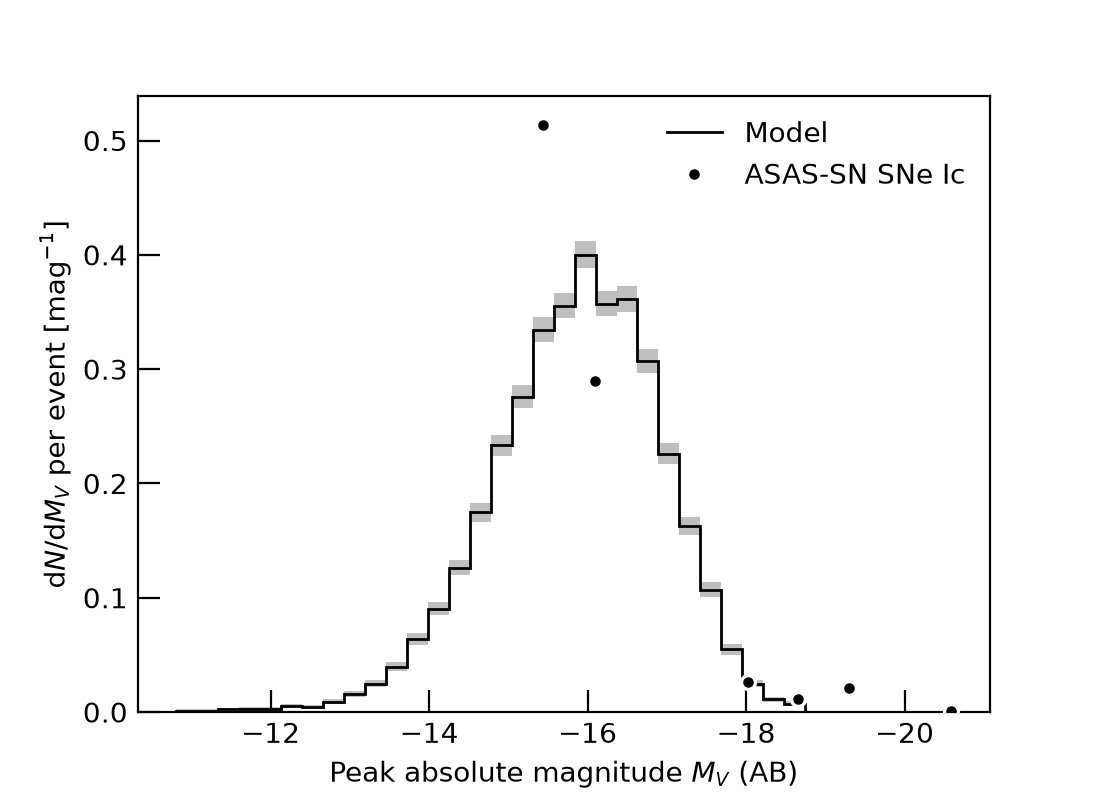 Model
ASAS-SN SNe Ic
0.5
0.4
0.3
0.2
0.1
0.0
dN/dM_V per event [mag⁻¹]
−12 −14 −16 −18 −20
Peak absolute magnitude M_V (AB)